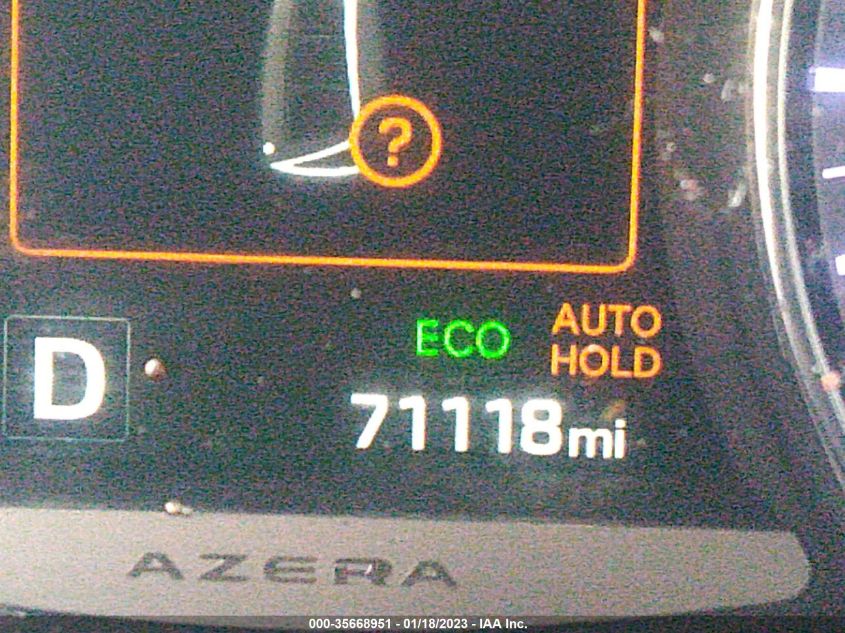 ?
ECO
AUTO
HOLD
D
71118mi
AZERA
000-35668951 - 01/18/2023 - IAA Inc.